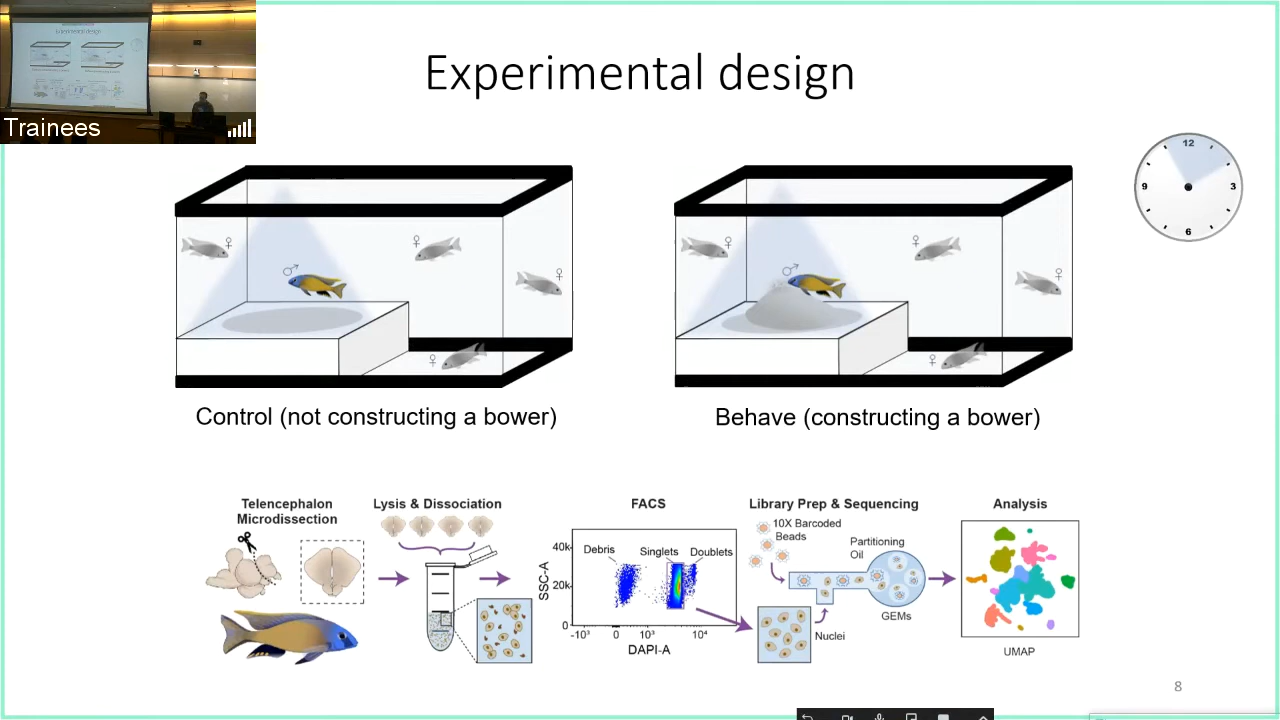 Trainees
Experimental design
12
3
6
9
♀
♀
♂
♀
♀
♀
♀
♂
♀
♀
Control (not constructing a bower)
Behave (constructing a bower)
Telencephalon
Microdissection
Lysis & Dissociation
FACS
40k
20k
0
SSC-A
Debris
Singlets
Doublets
-10³
0
10³
10⁴
DAPI-A
Library Prep & Sequencing
10X Barcoded
Beads
Partitioning
Oil
GEMs
Nuclei
Analysis
UMAP
8